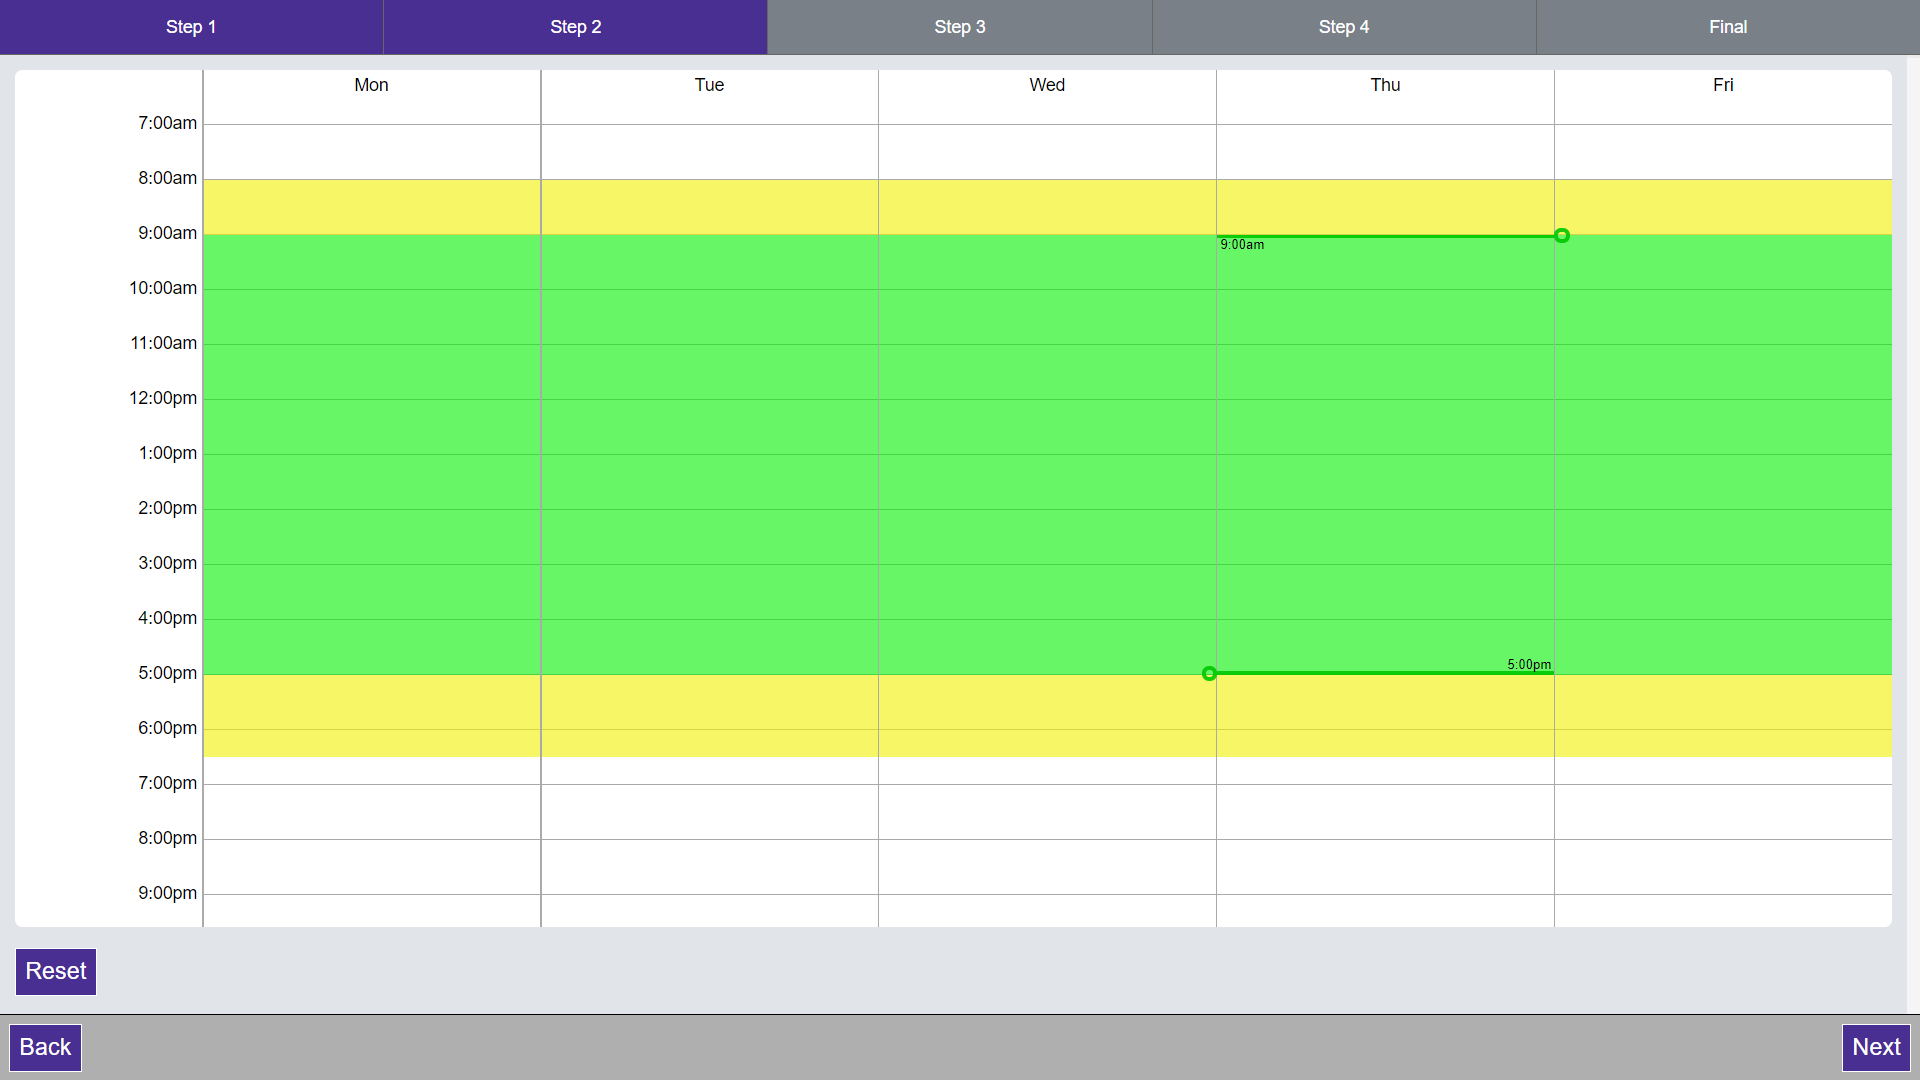 Step 1 Step 2 Step 3 Step 4 Final
Mon Tue Wed Thu Fri
7:00am
8:00am
9:00am
9:00am
10:00am
11:00am
12:00pm
1:00pm
2:00pm
3:00pm
4:00pm
5:00pm
5:00pm
6:00pm
7:00pm
8:00pm
9:00pm
Reset
Back Next